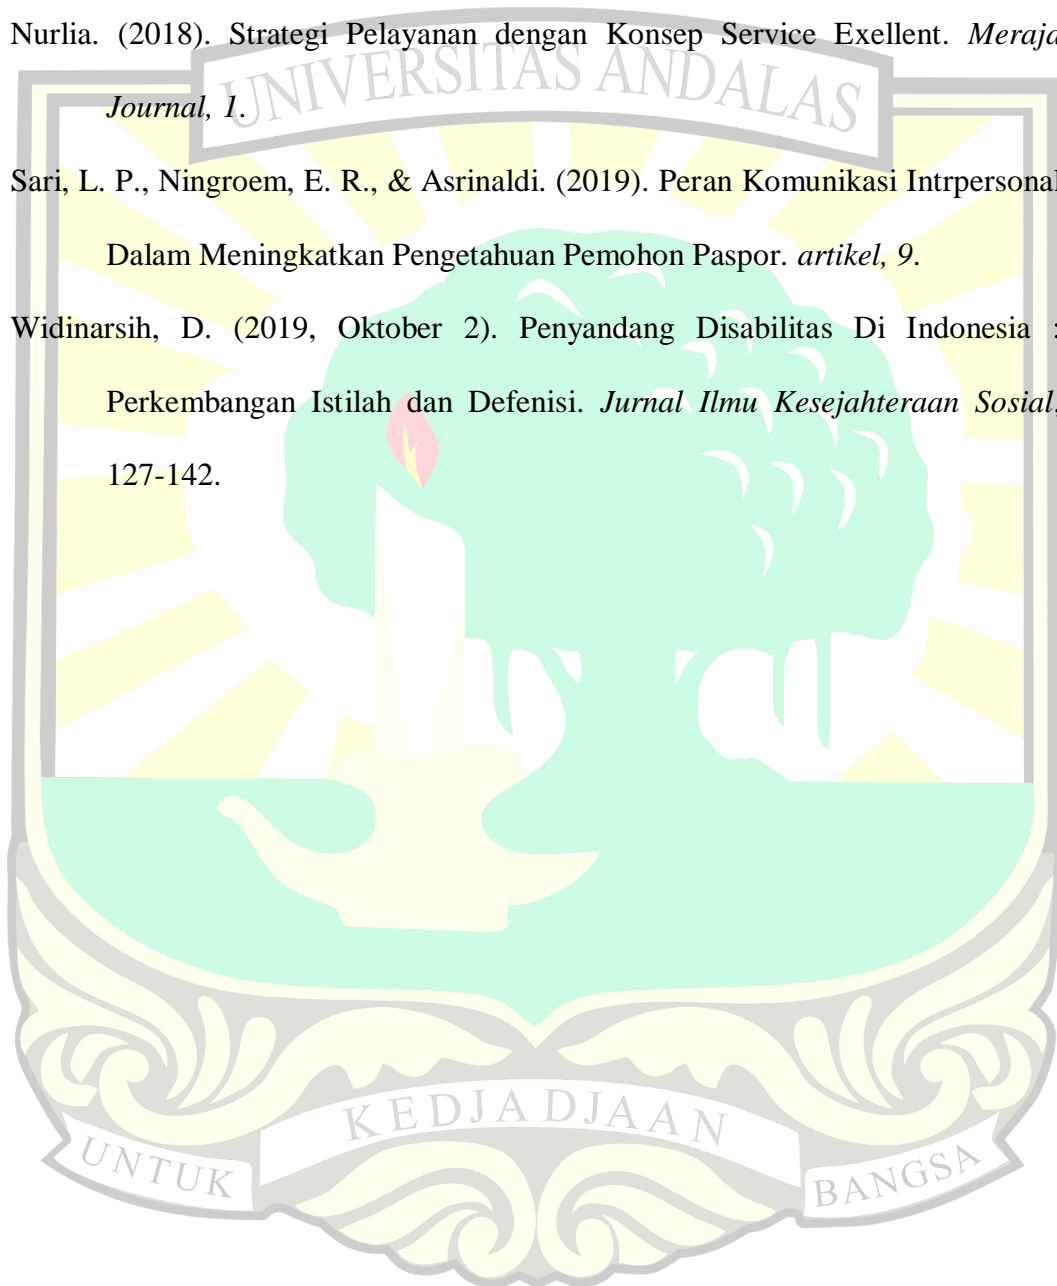 Nurlia. (2018). Strategi Pelayanan dengan Konsep Service Exellent. Meraja
UNIVERSITAS ANDALAS
Journal, 1.
Sari, L. P., Ningroem, E. R., & Asrinaldi. (2019). Peran Komunikasi Intrpersonal
Dalam Meningkatkan Pengetahuan Pemohon Paspor. artikel, 9.
Widinarsih, D. (2019, Oktober 2). Penyandang Disabilitas Di Indonesia :
Perkembangan Istilah dan Defenisi. Jurnal Ilmu Kesejahteraan Sosial,
127-142.
UNTUK KEDJADJAAN BANGSA